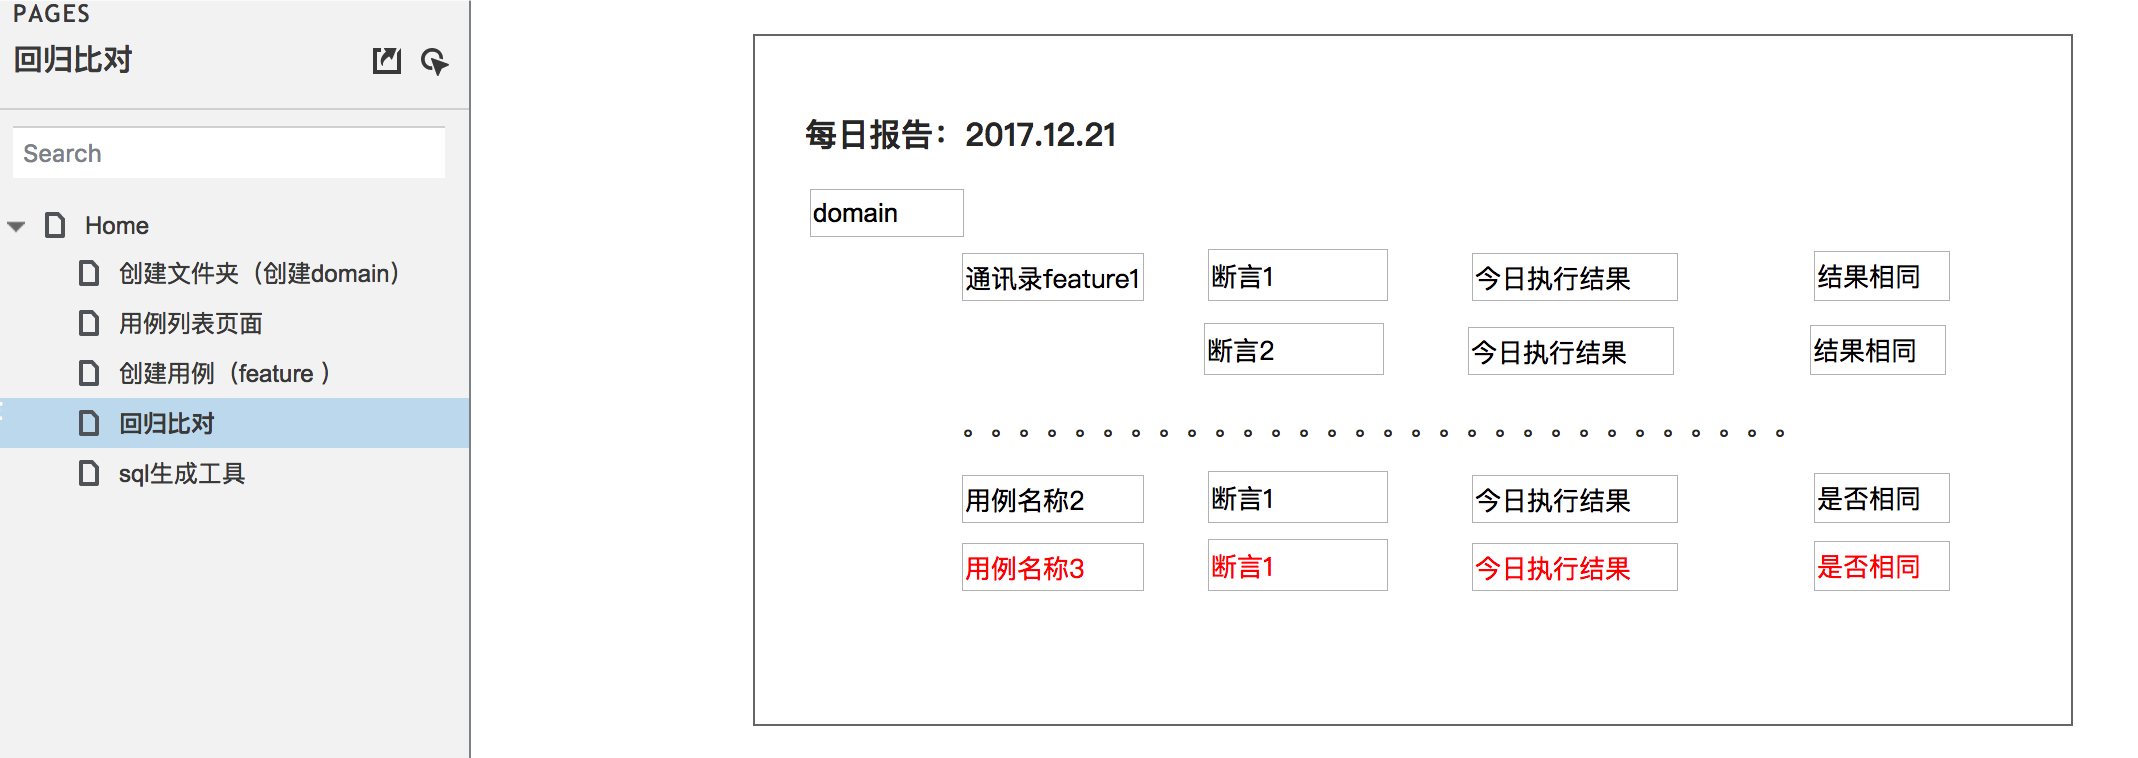 PAGES
回归比对
Search
Home
创建文件夹（创建domain）
用例列表页面
创建用例（feature ）
回归比对
sql生成工具
每日报告：2017.12.21
domain
通讯录feature1 断言1 今日执行结果 结果相同
断言2 今日执行结果 结果相同
。。。。。。。。。。。。。。。。。。。。。。。。。。。。。。
用例名称2 断言1 今日执行结果 是否相同
用例名称3 断言1 今日执行结果 是否相同